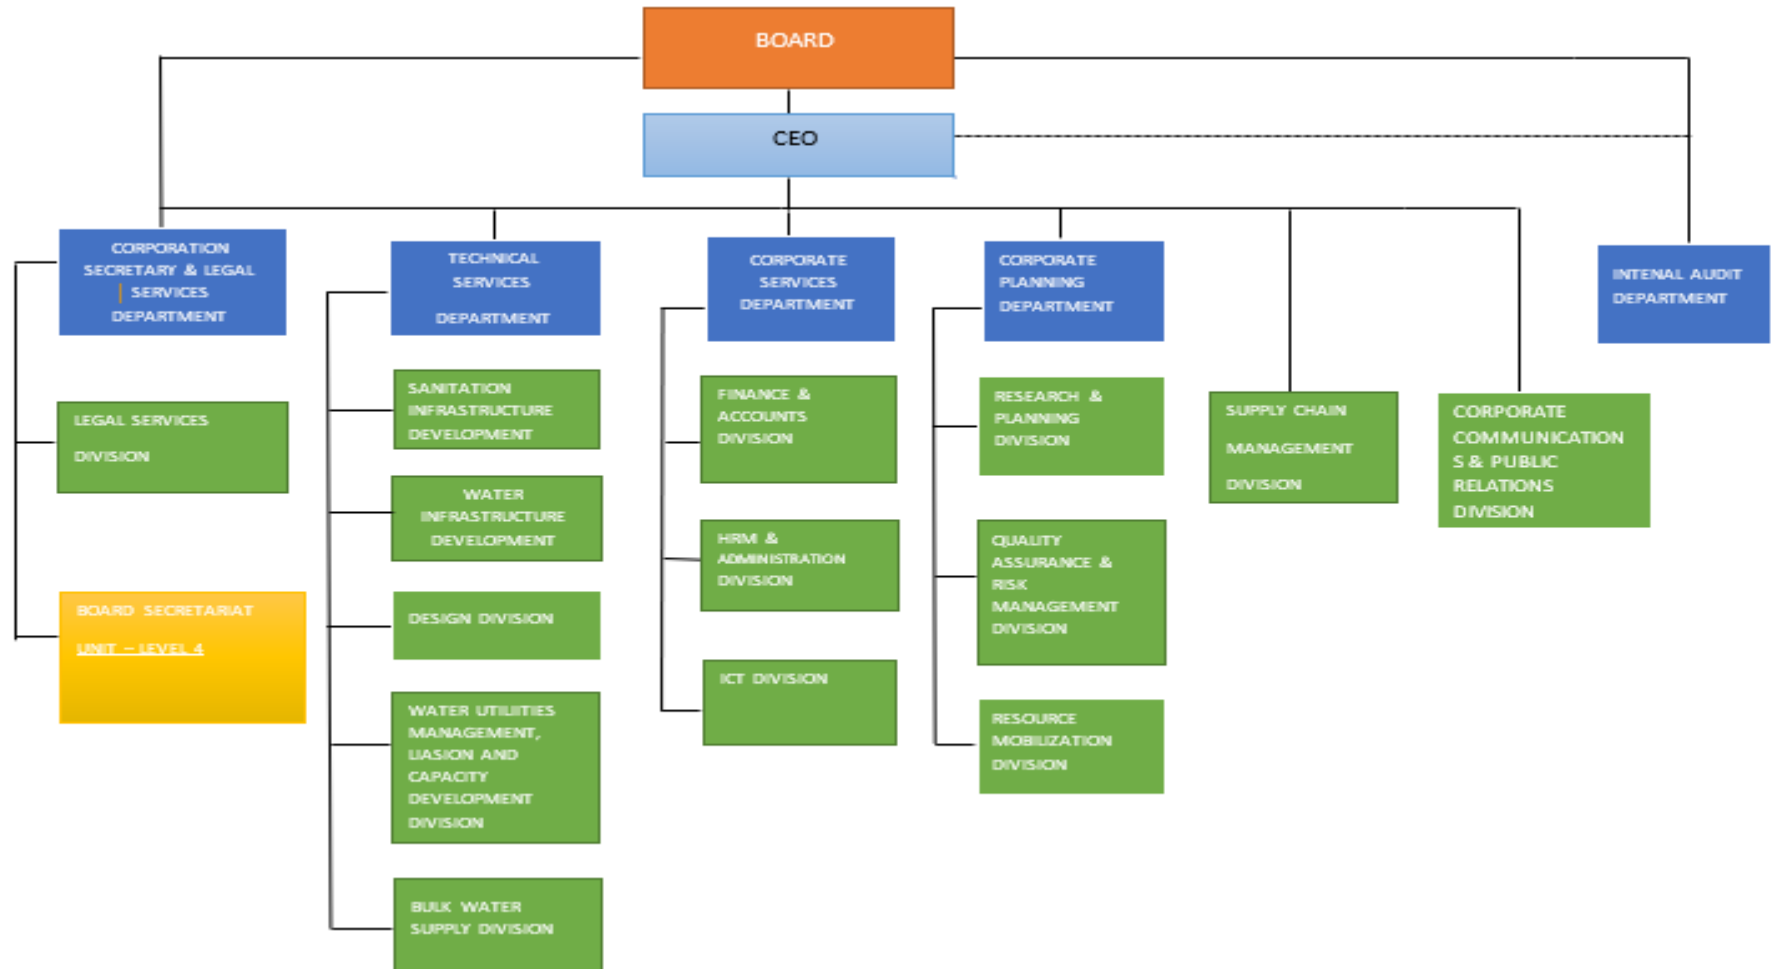 BOARD
CEO
CORPORATION
SECRETARY & LEGAL
SERVICES
DEPARTMENT
TECHNICAL
SERVICES
DEPARTMENT
CORPORATE
SERVICES
DEPARTMENT
CORPORATE
PLANNING
DEPARTMENT
INTENAL AUDIT
DEPARTMENT
LEGAL SERVICES
DIVISION
BOARD SECRETARIAT
UNIT – LEVEL 4
SANITATION
INFRASTRUCTURE
DEVELOPMENT
WATER
INFRASTRUCTURE
DEVELOPMENT
DESIGN DIVISION
WATER UTILIITIES
MANAGEMENT,
LIASION AND
CAPACITY
DEVELOPMENT
DIVISION
BULK WATER
SUPPLY DIVISION
FINANCE &
ACCOUNTS
DIVISION
HRM &
ADMINISTRATION
DIVISION
ICT DIVISION
RESEARCH &
PLANNING
DIVISION
QUALITY
ASSURANCE &
RISK
MANAGEMENT
DIVISION
RESOURCE
MOBILIZATION
DIVISION
SUPPLY CHAIN
MANAGEMENT
DIVISION
CORPORATE
COMMUNICATION
S & PUBLIC
RELATIONS
DIVISION